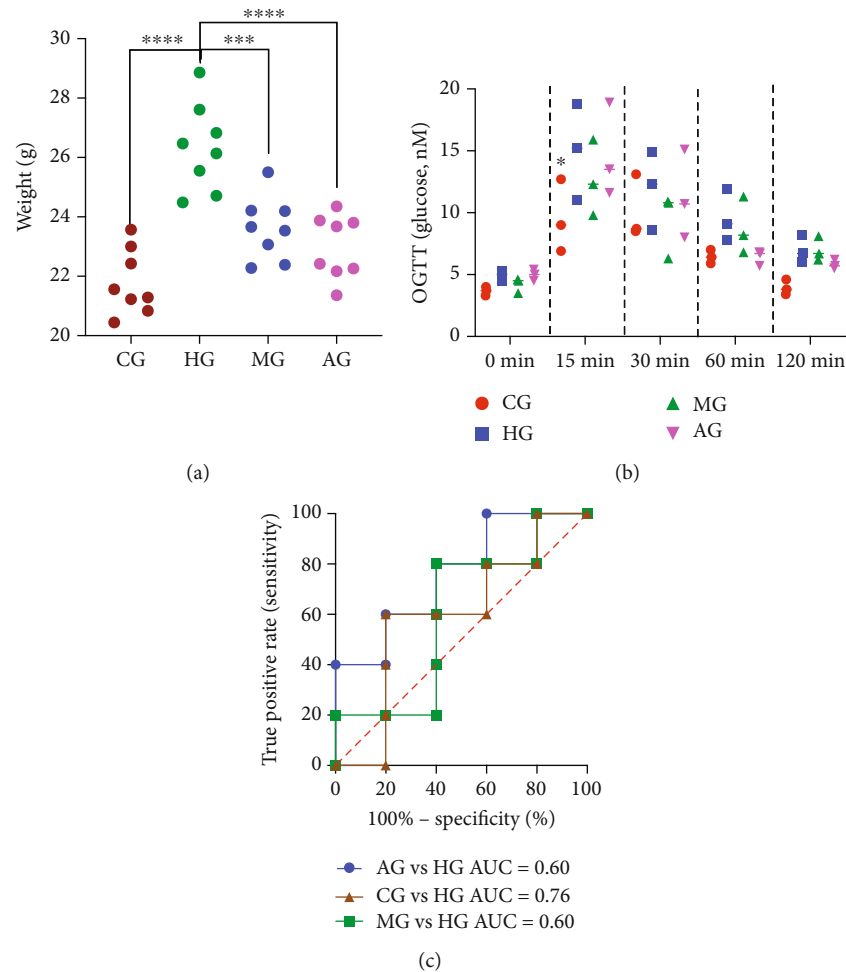 ****
**** ***
30
28
26
24
22
20
Weight (g)
CG HG MG AG
(a)
20
15
10
5
0
OGTT (glucose, nM)
*
0 min 15 min 30 min 60 min 120 min
CG MG
HG AG
(b)
100
80
60
40
20
0
True positive rate (sensitivity)
0 20 40 60 80 100
100% – specificity (%)
AG vs HG AUC = 0.60
CG vs HG AUC = 0.76
MG vs HG AUC = 0.60
(c)